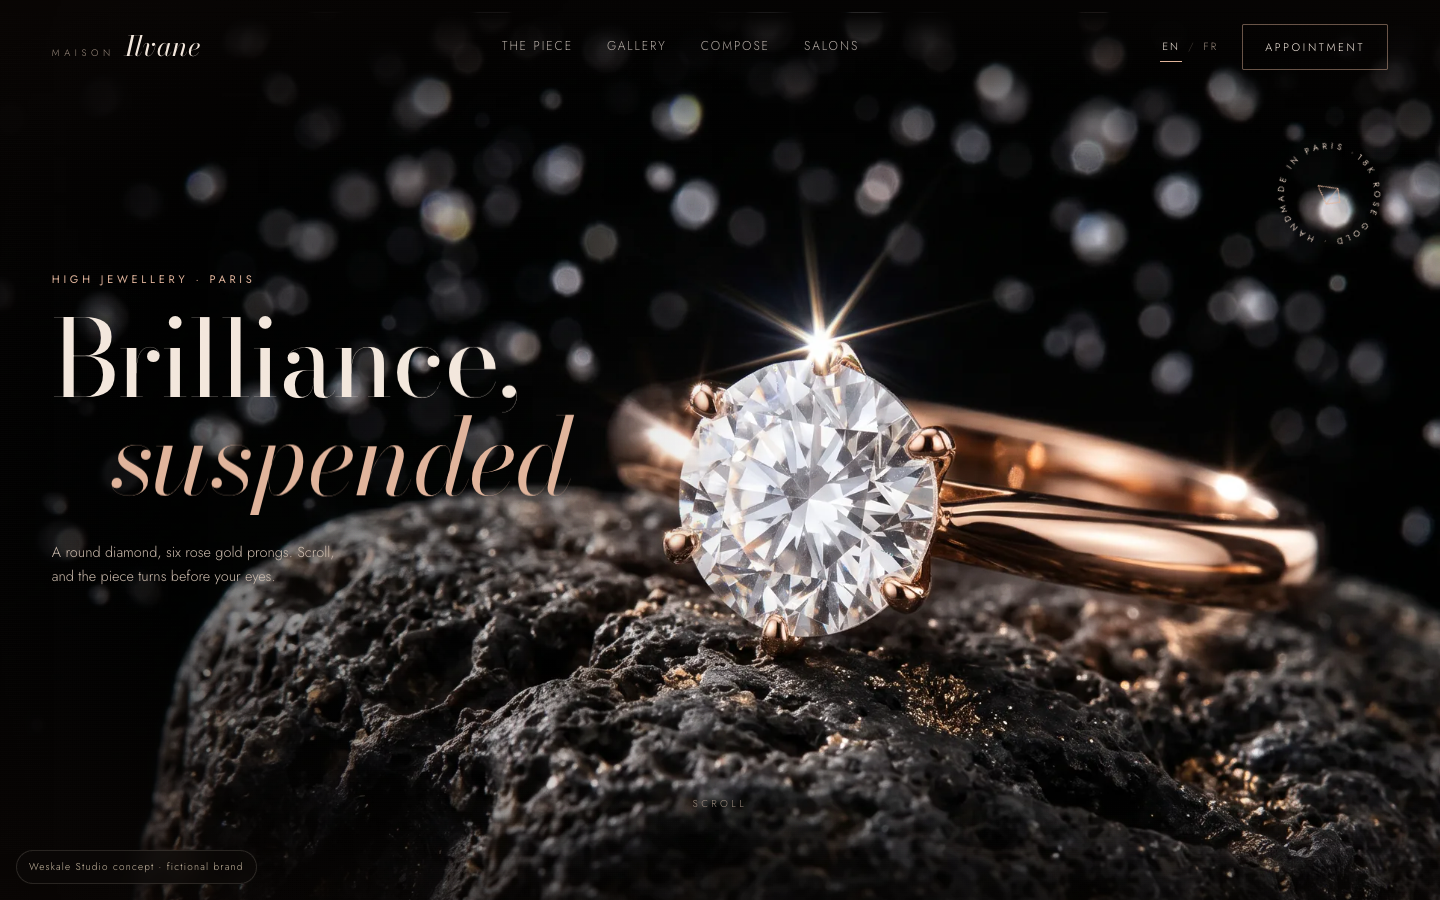 MAISON Ilvane
THE PIECE GALLERY COMPOSE SALONS
EN / FR
APPOINTMENT
HANDMADE IN PARIS · 18K ROSE GOLD ·
HIGH JEWELLERY · PARIS
Brilliance,
suspended
A round diamond, six rose gold prongs. Scroll,
and the piece turns before your eyes.
SCROLL
Weskale Studio concept · fictional brand